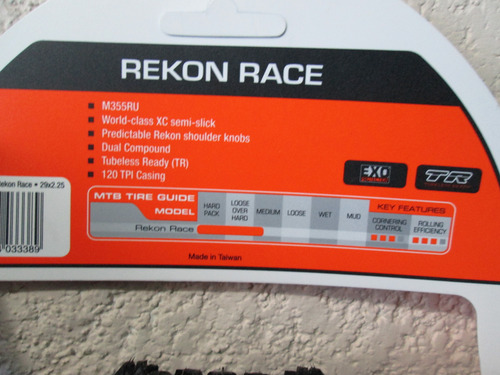 REKON RACE
M355RU
World-class XC semi-slick
Predictable Rekon shoulder knobs
Dual Compound
Tubeless Ready (TR)
120 TPI Casing
EXO
TR
Rekon Race • 29x2.25
033389
MTB TIRE GUIDE
MODEL
HARD PACK
LOOSE OVER HARD
MEDIUM
LOOSE
WET
MUD
KEY FEATURES
CORNERING CONTROL
ROLLING EFFICIENCY
Rekon Race
Made in Taiwan